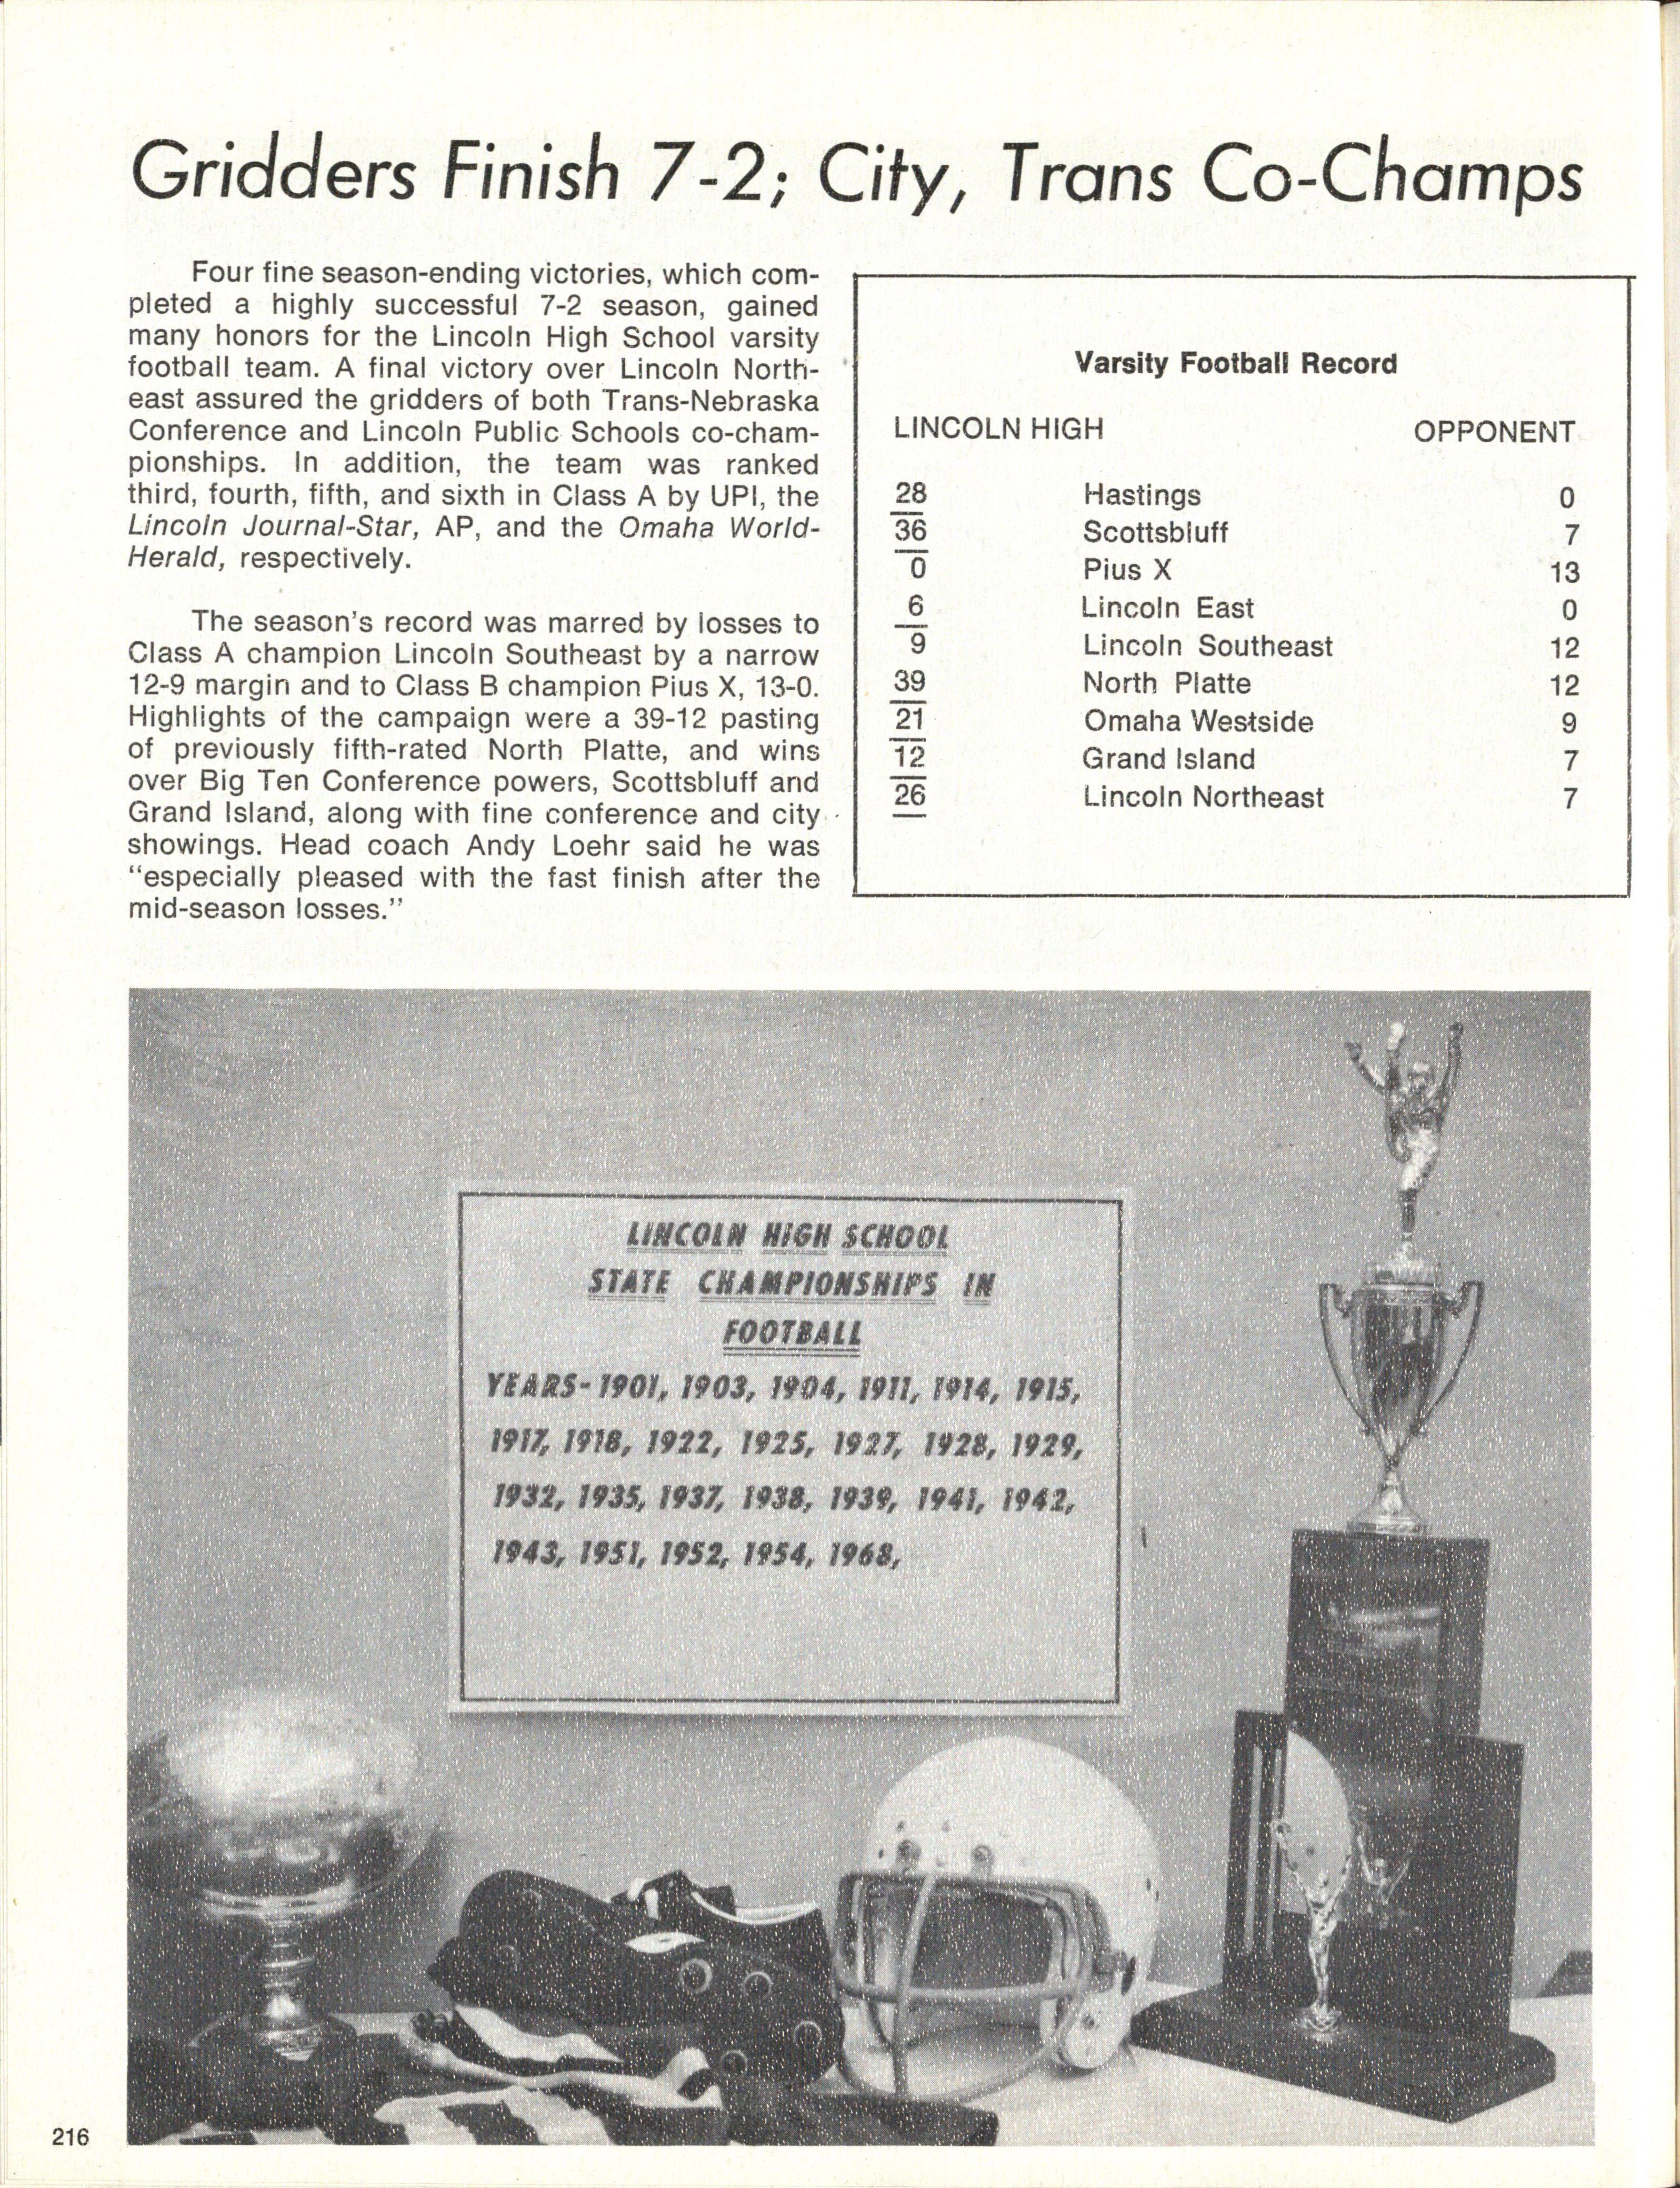 Gridders Finish 7-2; City, Trans Co-Champs
Four fine season-ending victories, which com-
pleted a highly successful 7-2 season, gained
many honors for the Lincoln High School varsity
football team. A final victory over Lincoln North-
east assured the gridders of both Trans-Nebraska
Conference and Lincoln Public Schools co-cham-
pionships. In addition, the team was ranked
third, fourth, fifth, and sixth in Class A by UPI, the
Lincoln Journal-Star, AP, and the Omaha World-
Herald, respectively.
The season's record was marred by losses to
Class A champion Lincoln Southeast by a narrow
12-9 margin and to Class B champion Pius X, 13-0.
Highlights of the campaign were a 39-12 pasting
of previously fifth-rated North Platte, and wins
over Big Ten Conference powers, Scottsbluff and
Grand Island, along with fine conference and city
showings. Head coach Andy Loehr said he was
"especially pleased with the fast finish after the
mid-season losses."
Varsity Football Record
LINCOLN HIGH OPPONENT
28 Hastings 0
36 Scottsbluff 7
0 Pius X 13
6 Lincoln East 0
9 Lincoln Southeast 12
39 North Platte 12
21 Omaha Westside 9
12 Grand Island 7
26 Lincoln Northeast 7
LINCOLN HIGH SCHOOL
STATE CHAMPIONSHIPS IN
FOOTBALL
YEARS-1901, 1903, 1904, 1911, 1914, 1915,
1917, 1918, 1922, 1925, 1927, 1928, 1929,
1932, 1935, 1937, 1938, 1939, 1941, 1942,
1943, 1951, 1952, 1954, 1968,
216